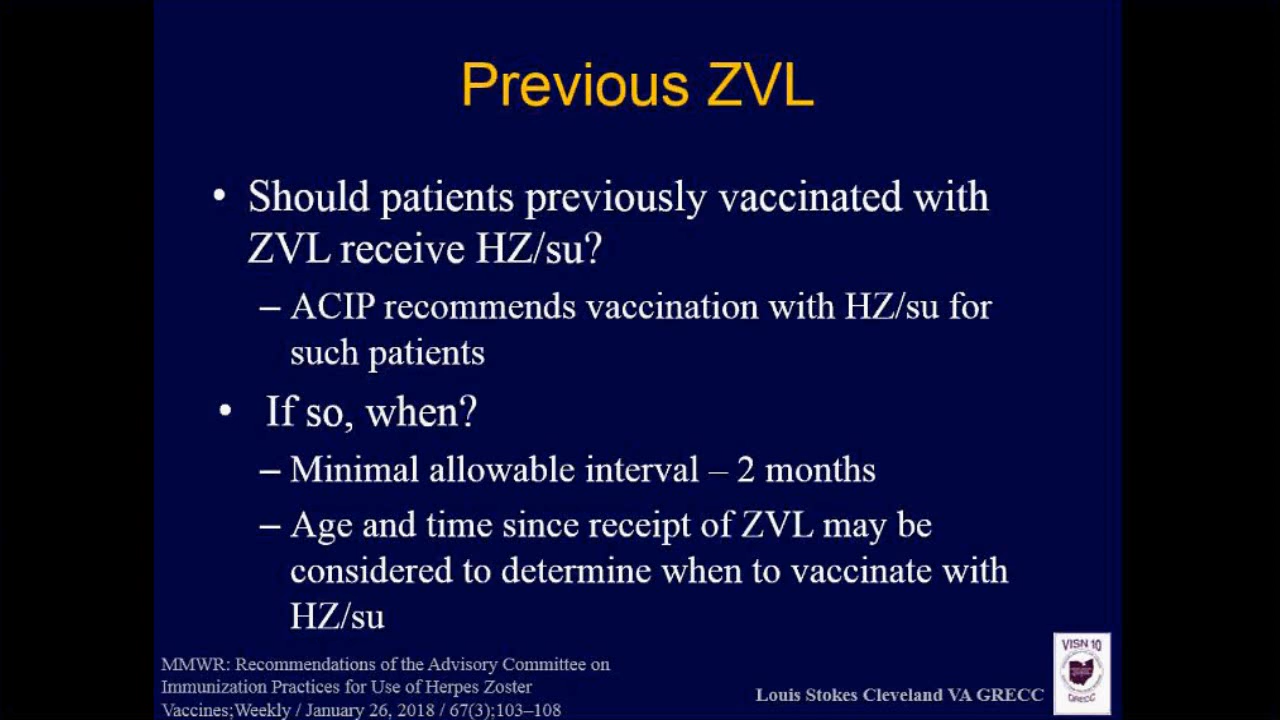 Previous ZVL
• Should patients previously vaccinated with
ZVL receive HZ/su?
– ACIP recommends vaccination with HZ/su for
such patients
• If so, when?
– Minimal allowable interval – 2 months
– Age and time since receipt of ZVL may be
considered to determine when to vaccinate with
HZ/su
MMWR: Recommendations of the Advisory Committee on
Immunization Practices for Use of Herpes Zoster
Vaccines;Weekly / January 26, 2018 / 67(3);103–108
Louis Stokes Cleveland VA GRECC
VISN 10
GRECC